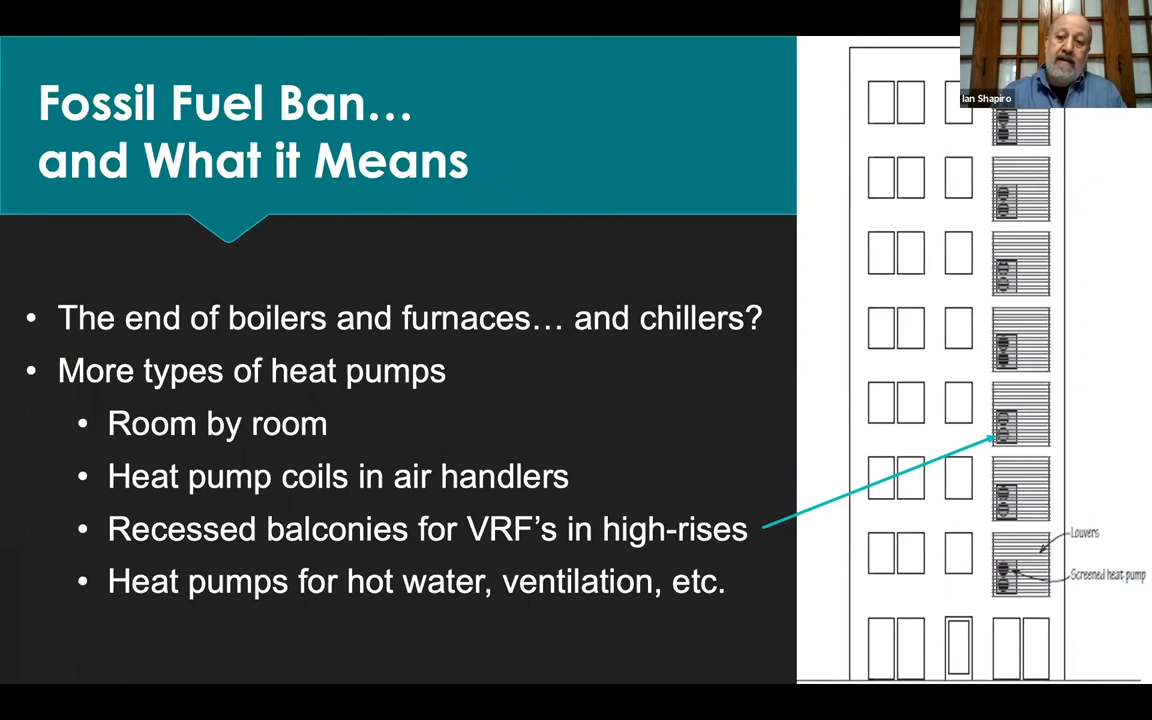 Fossil Fuel Ban…
and What it Means
Ian Shapiro
• The end of boilers and furnaces… and chillers?
• More types of heat pumps
• Room by room
• Heat pump coils in air handlers
• Recessed balconies for VRF's in high-rises
• Heat pumps for hot water, ventilation, etc.
Louvers
Screened heat pump